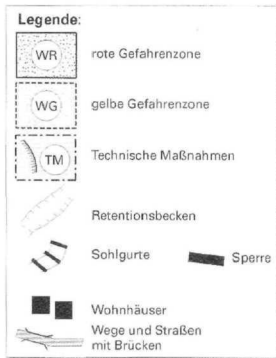 Legende:
WR rote Gefahrenzone
WG gelbe Gefahrenzone
TM Technische Maßnahmen
Retentionsbecken
Sohlgurte Sperre
Wohnhäuser
Wege und Straßen
mit Brücken